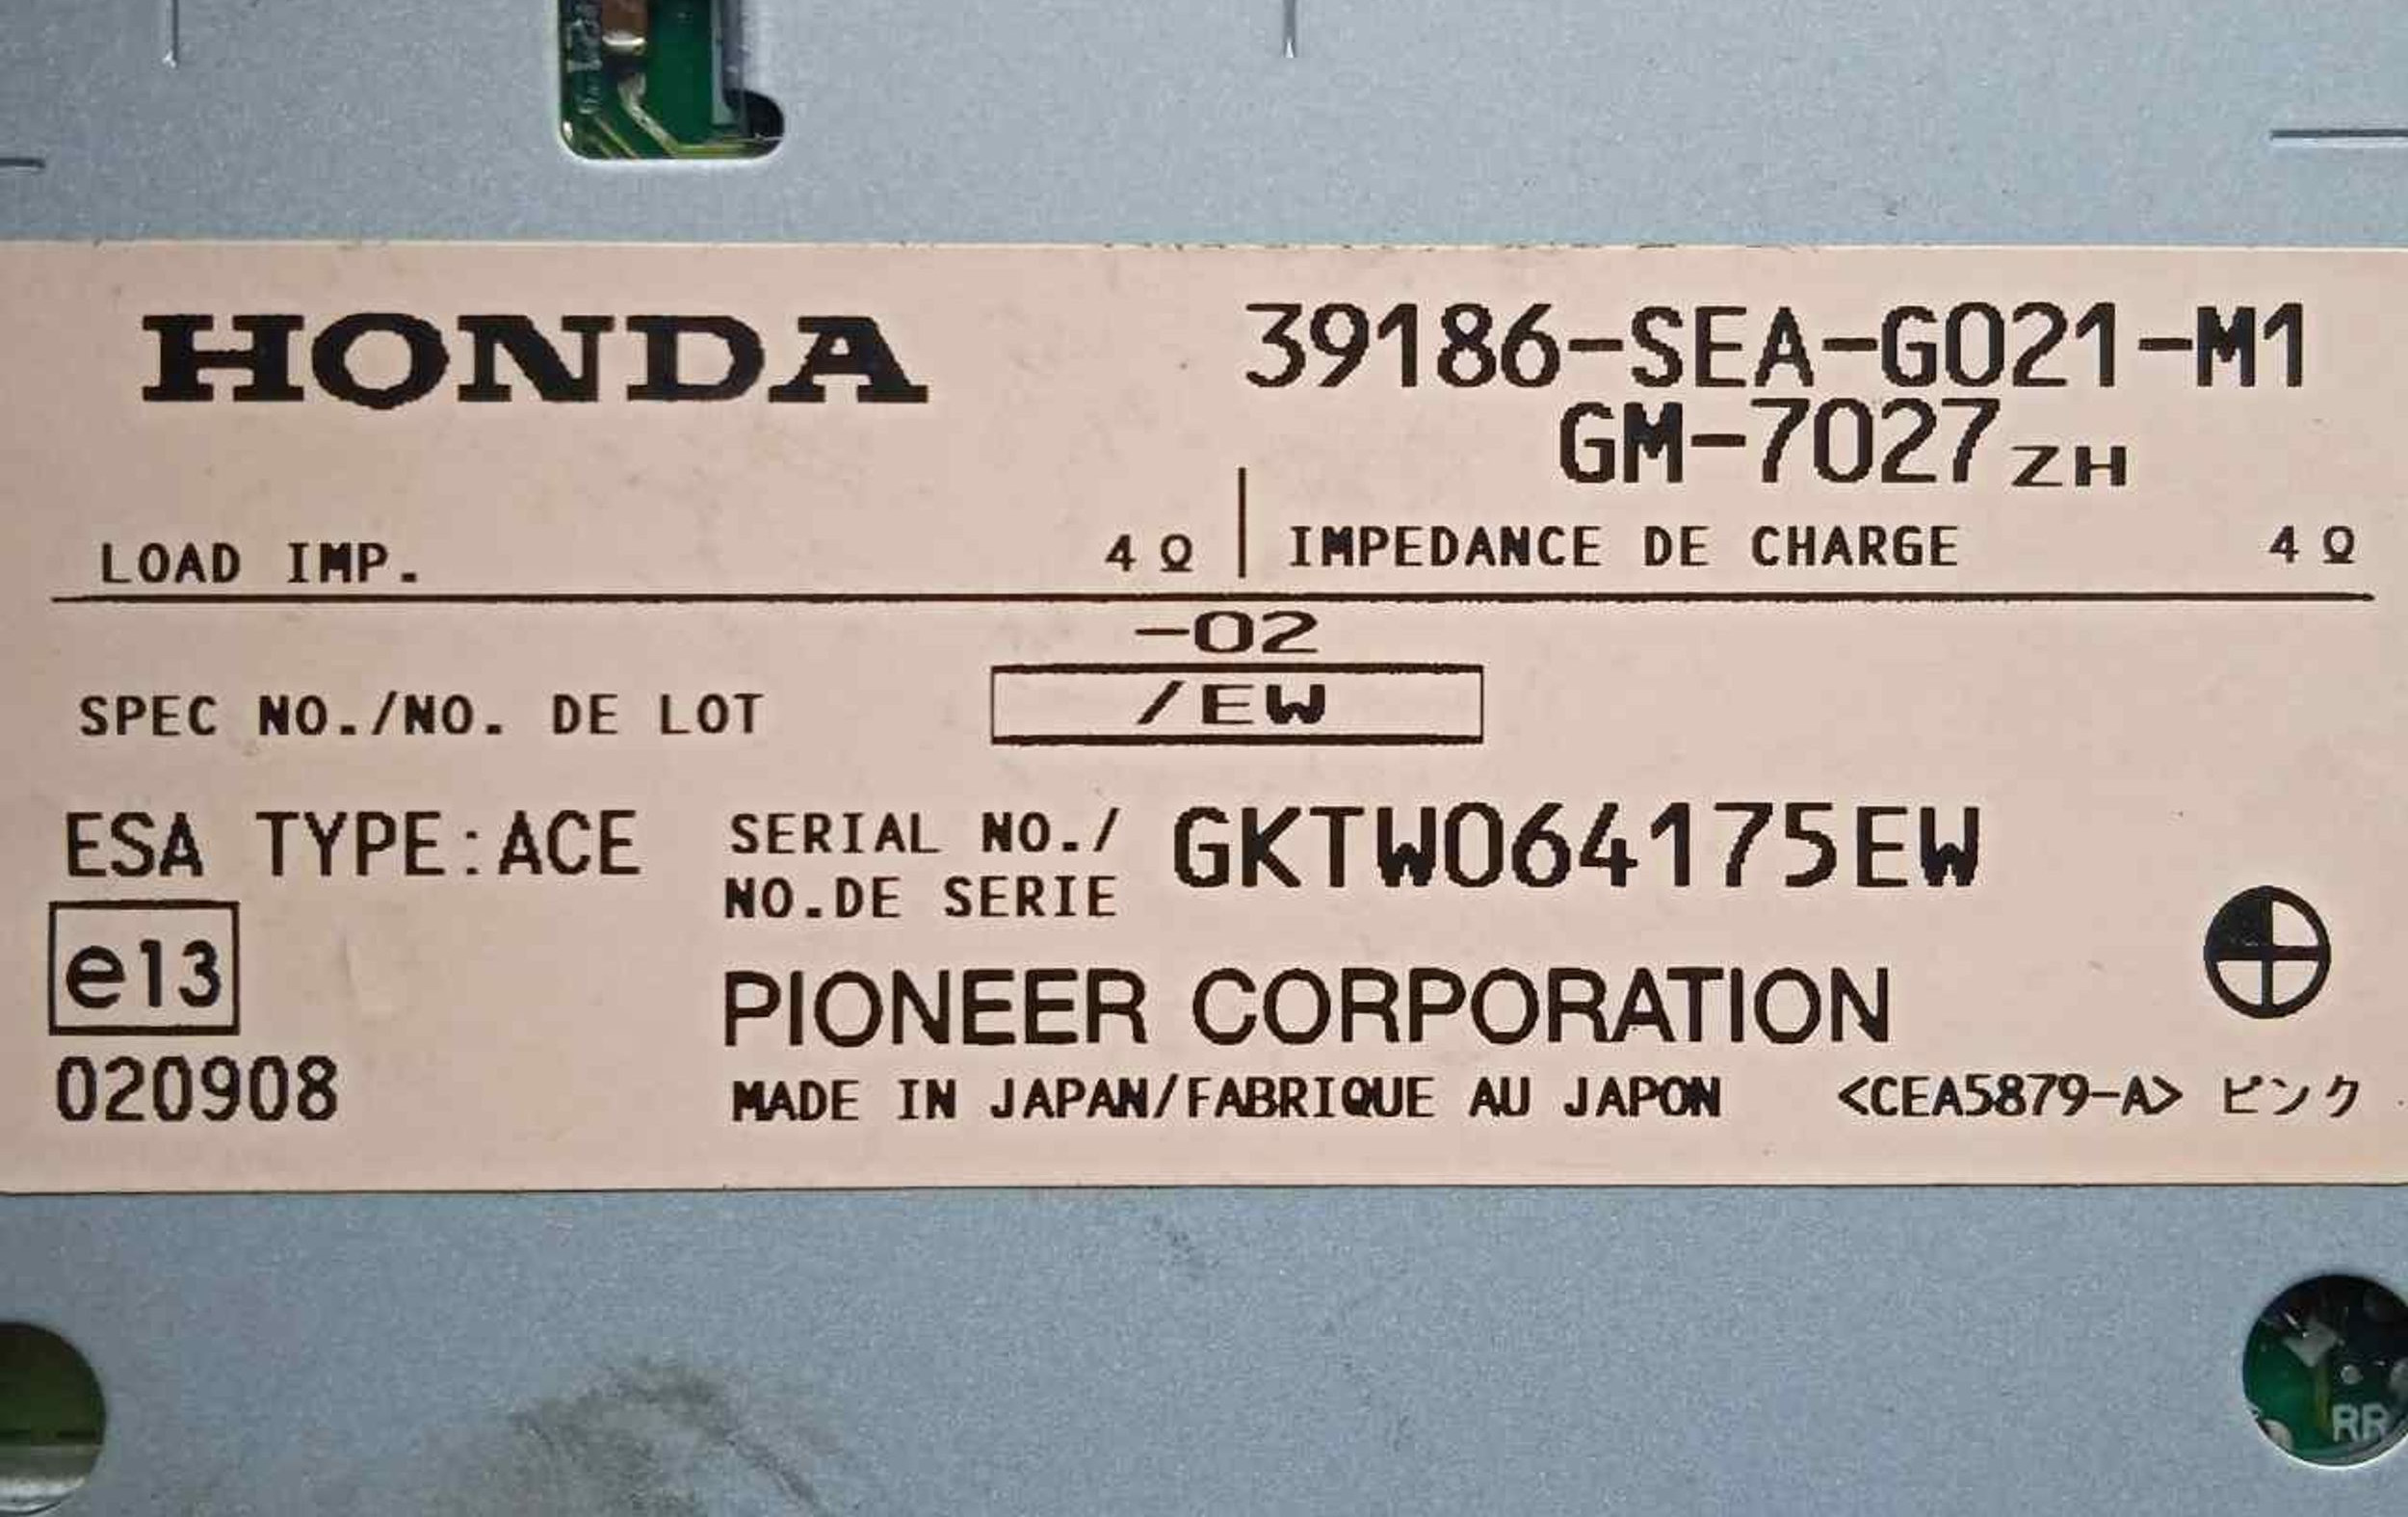 HONDA 39186-SEA-G021-M1
GM-7027ZH
LOAD IMP. 4Ω IMPEDANCE DE CHARGE 4Ω
-02
SPEC NO./NO. DE LOT /EW
ESA TYPE:ACE SERIAL NO./ GKTW064175EW
NO.DE SERIE
e13
PIONEER CORPORATION
020908 MADE IN JAPAN/FABRIQUE AU JAPON <CEA5879-A> ピンク
RR